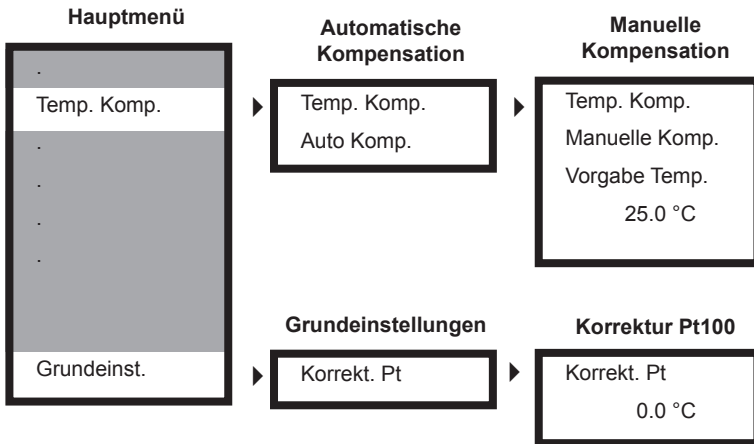 Hauptmenü
.
Temp. Komp.
.
.
.
.
Grundeinst.
Automatische
Kompensation
Temp. Komp.
Auto Komp.
Manuelle
Kompensation
Temp. Komp.
Manuelle Komp.
Vorgabe Temp.
25.0 °C
Grundeinstellungen
Korrekt. Pt
Korrektur Pt100
Korrekt. Pt
0.0 °C